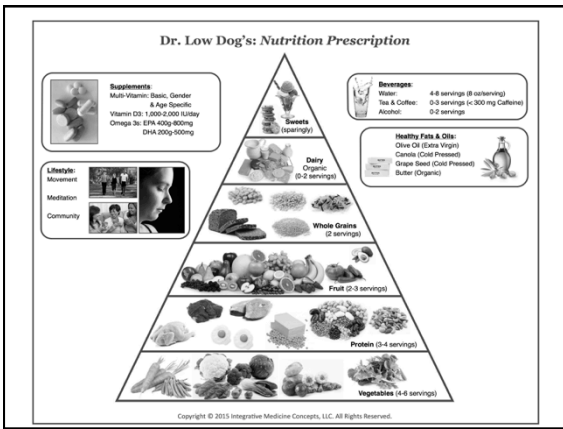 Dr. Low Dog's: Nutrition Prescription
Supplements:
Multi-Vitamin: Basic, Gender
& Age Specific
Vitamin D3: 1,000-2,000 IU/day
Omega 3s: EPA 400g-800mg
DHA 200g-500mg
Beverages:
Water: 4-8 servings (8 oz/serving)
Tea & Coffee: 0-3 servings (< 300 mg Caffeine)
Alcohol: 0-2 servings
Healthy Fats & Oils:
Olive Oil (Extra Virgin)
Canola (Cold Pressed)
Grape Seed (Cold Pressed)
Butter (Organic)
Lifestyle:
Movement
Meditation
Community
Sweets
(sparingly)
Dairy
Organic
(0-2 servings)
Whole Grains
(2 servings)
Fruit (2-3 servings)
Protein (3-4 servings)
Vegetables (4-6 servings)
Copyright © 2015 Integrative Medicine Concepts, LLC. All Rights Reserved.